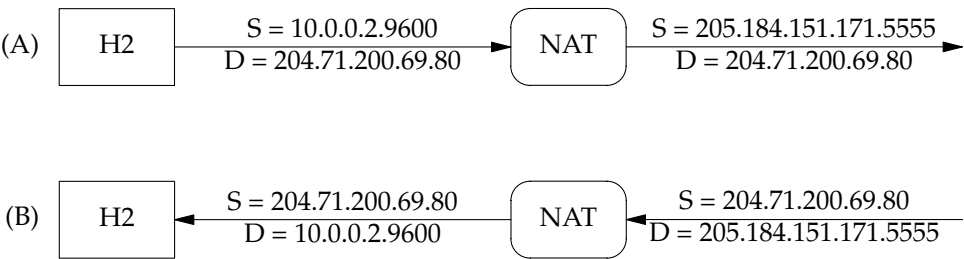 S = 10.0.0.2.9600 S = 205.184.151.171.5555
(A) H2 NAT
D = 204.71.200.69.80 D = 204.71.200.69.80
S = 204.71.200.69.80 S = 204.71.200.69.80
(B) H2 NAT
D = 10.0.0.2.9600 D = 205.184.151.171.5555